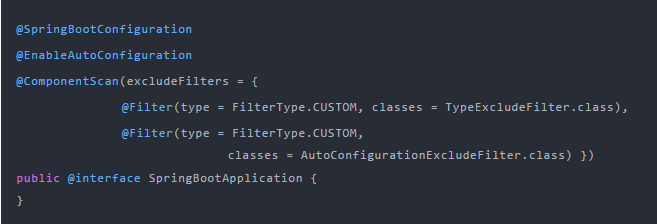 @SpringBootConfiguration
@EnableAutoConfiguration
@ComponentScan(excludeFilters = {
@Filter(type = FilterType.CUSTOM, classes = TypeExcludeFilter.class),
@Filter(type = FilterType.CUSTOM,
classes = AutoConfigurationExcludeFilter.class) })
public @interface SpringBootApplication {
}